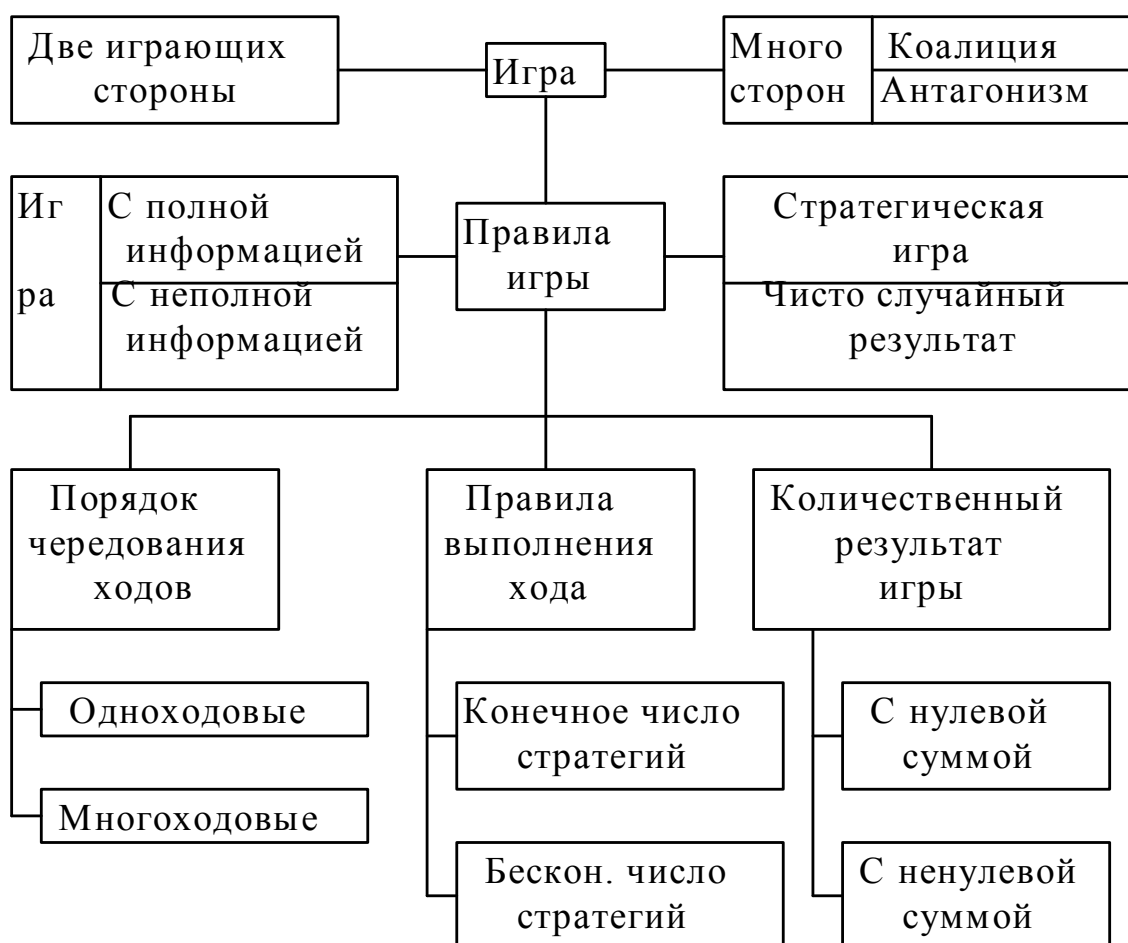 Две играющих
стороны
Игра
Много
сторон
Коалиция
Антагонизм
Иг
ра
С полной
информацией
С неполной
информацией
Правила
игры
Стратегическая
игра
Чисто случайный
результат
Порядок
чередования
ходов
Правила
выполнения
хода
Количественный
результат
игры
Одноходовые
Многоходовые
Конечное число
стратегий
Бескон. число
стратегий
С нулевой
суммой
С ненулевой
суммой